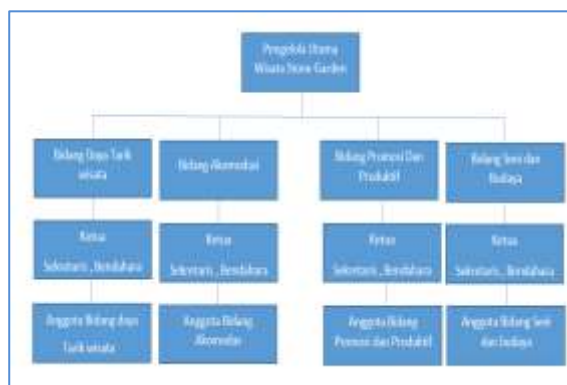 Pengelola Utama
Wisata Stone Garden
Bidang Daya Tarik
wisata
Bidang Akomodasi
Bidang Promosi Dan
Produktif
Bidang Seni dan
Budaya
Ketua
Sekretaris , Bendahara
Ketua
Sekretaris , Bendahara
Ketua
Sekretaris , Bendahara
Ketua
Sekretaris , Bendahara
Anggota Bidang daya
Tarik wisata
Anggota Bidang
Akomodas
Anggota Bidang
Promosi dan Produktif
Anggota Bidang Seni
dan budaya